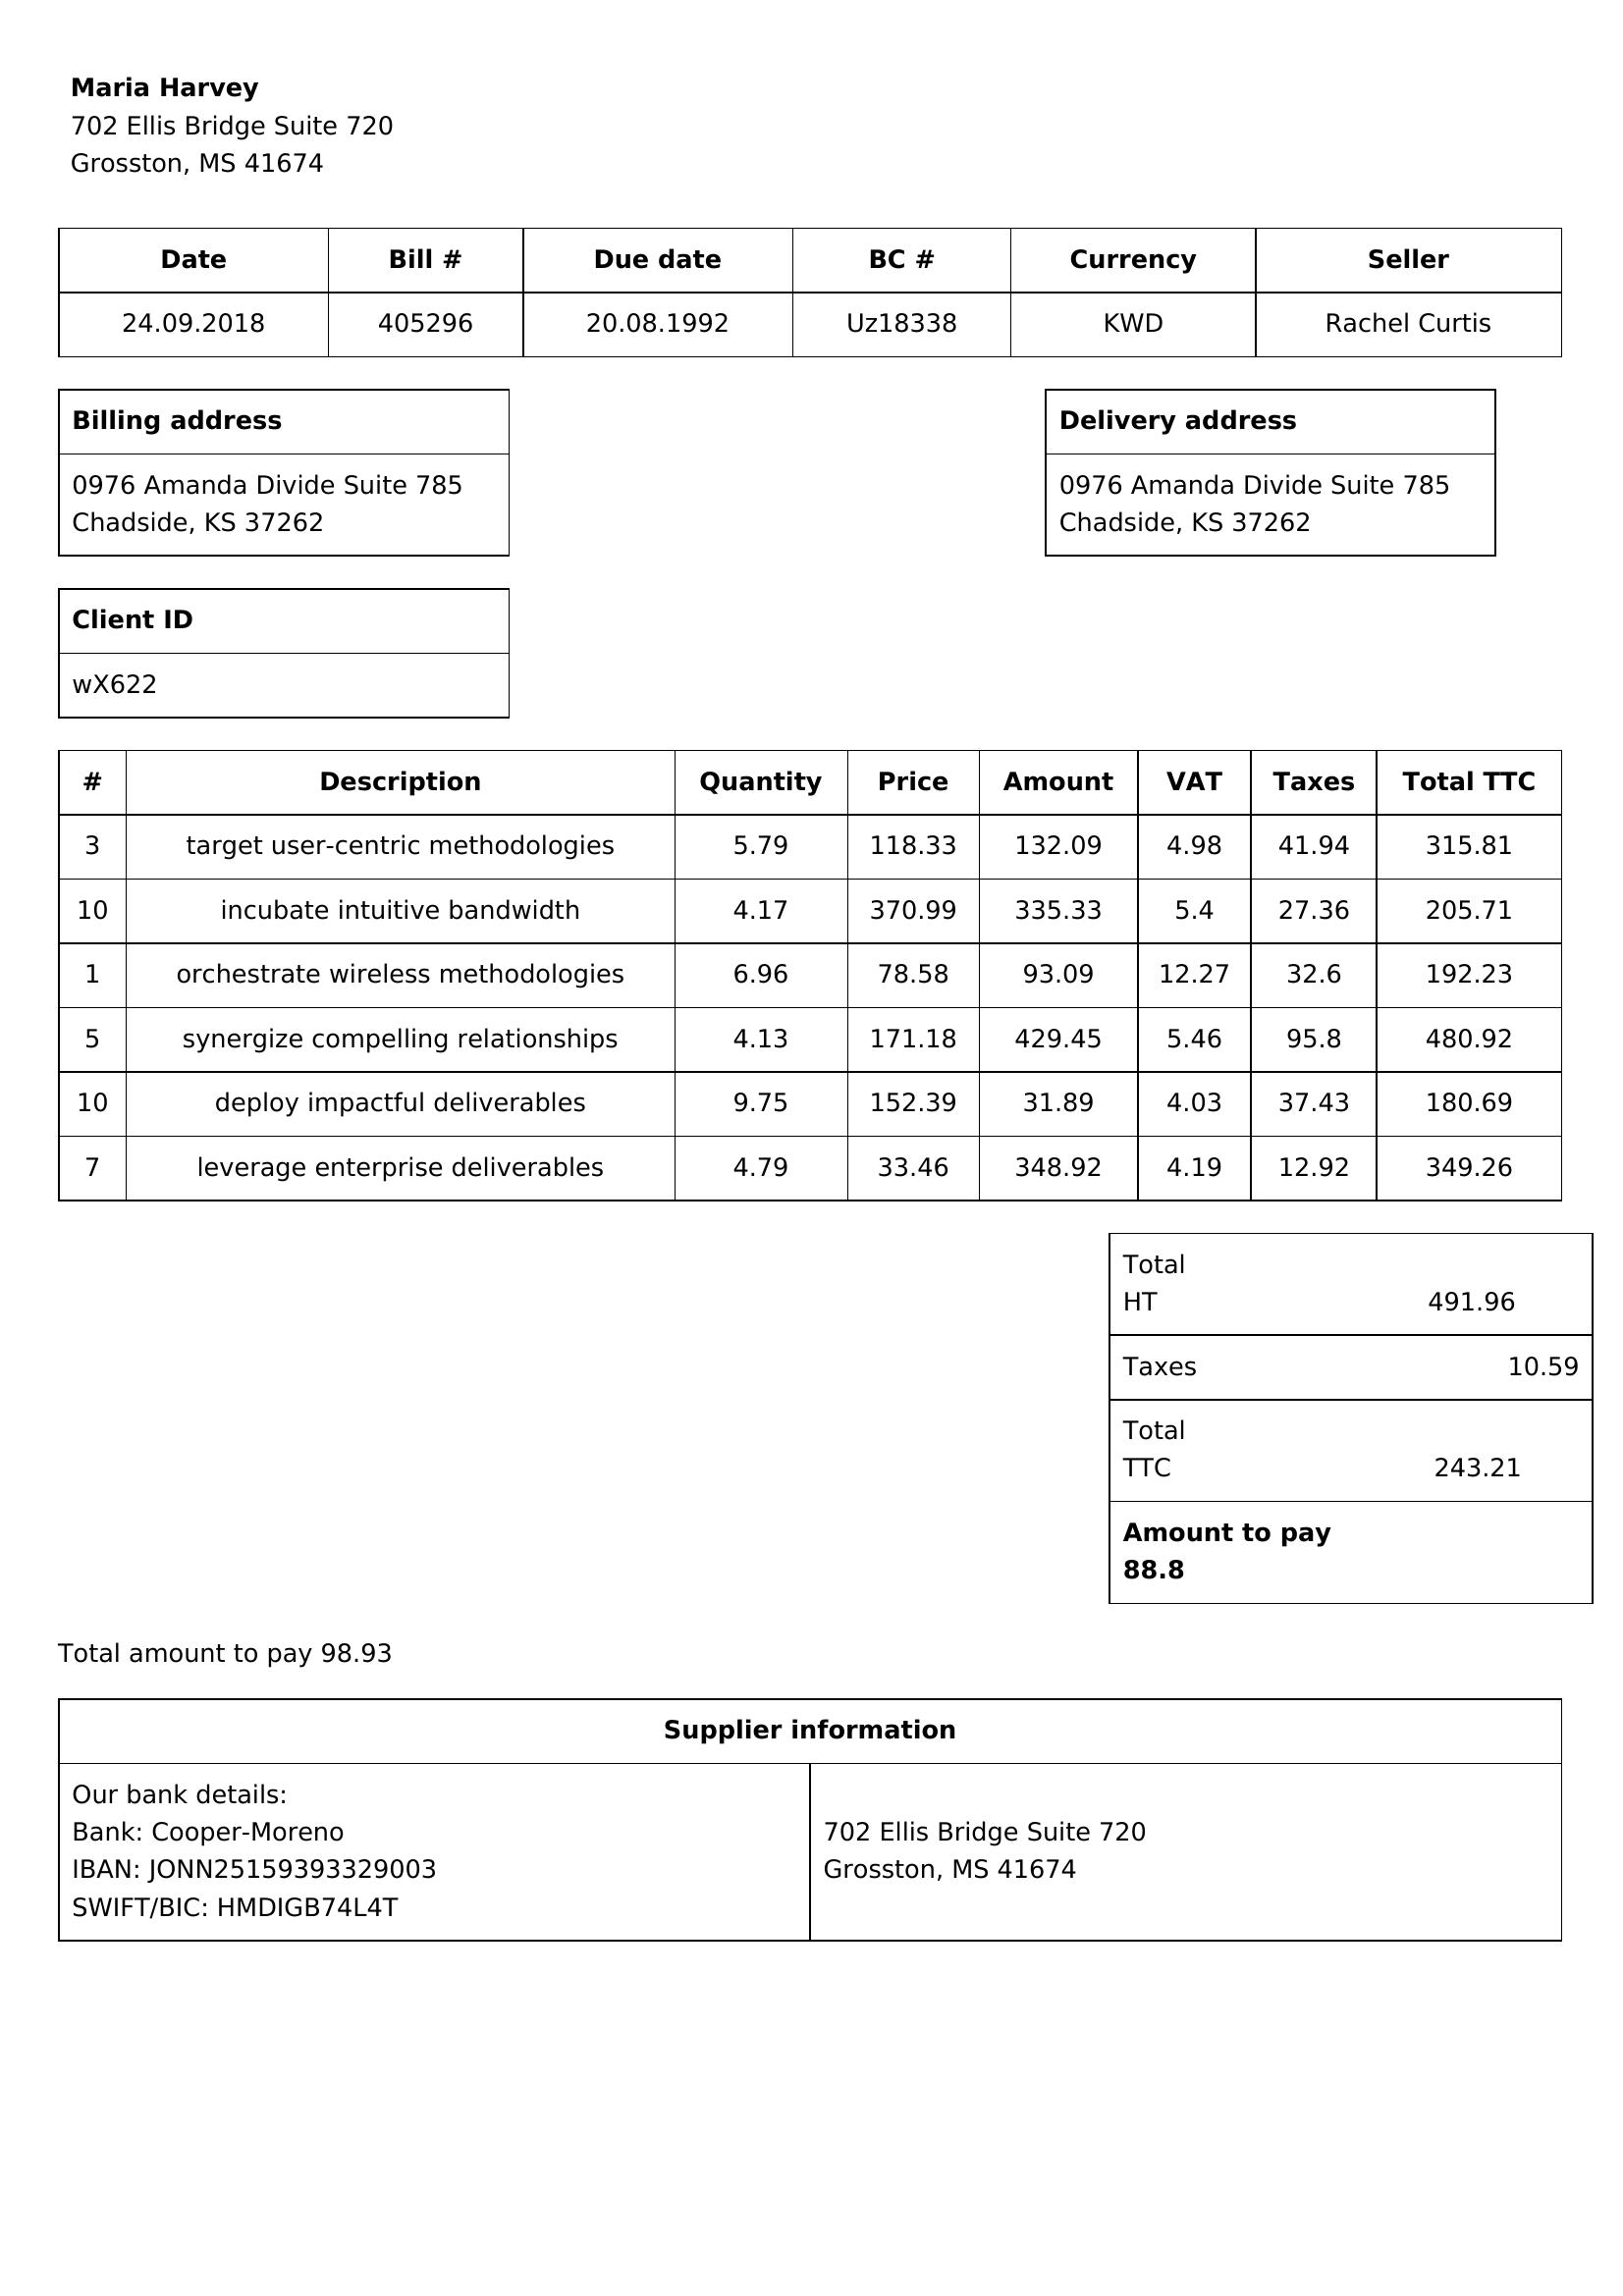 Maria Harvey
702 Ellis Bridge Suite 720
Grosston, MS 41674
Date Bill # Due date BC # Currency Seller
24.09.2018 405296 20.08.1992 Uz18338 KWD Rachel Curtis
Billing address
0976 Amanda Divide Suite 785
Chadside, KS 37262
Delivery address
0976 Amanda Divide Suite 785
Chadside, KS 37262
Client ID
wX622
# Description Quantity Price Amount VAT Taxes Total TTC
3 target user-centric methodologies 5.79 118.33 132.09 4.98 41.94 315.81
10 incubate intuitive bandwidth 4.17 370.99 335.33 5.4 27.36 205.71
1 orchestrate wireless methodologies 6.96 78.58 93.09 12.27 32.6 192.23
5 synergize compelling relationships 4.13 171.18 429.45 5.46 95.8 480.92
10 deploy impactful deliverables 9.75 152.39 31.89 4.03 37.43 180.69
7 leverage enterprise deliverables 4.79 33.46 348.92 4.19 12.92 349.26
Total
HT 491.96
Taxes 10.59
Total
TTC 243.21
Amount to pay
88.8
Total amount to pay 98.93
Supplier information
Our bank details:
Bank: Cooper-Moreno
IBAN: JONN25159393329003
SWIFT/BIC: HMDIGB74L4T
702 Ellis Bridge Suite 720
Grosston, MS 41674